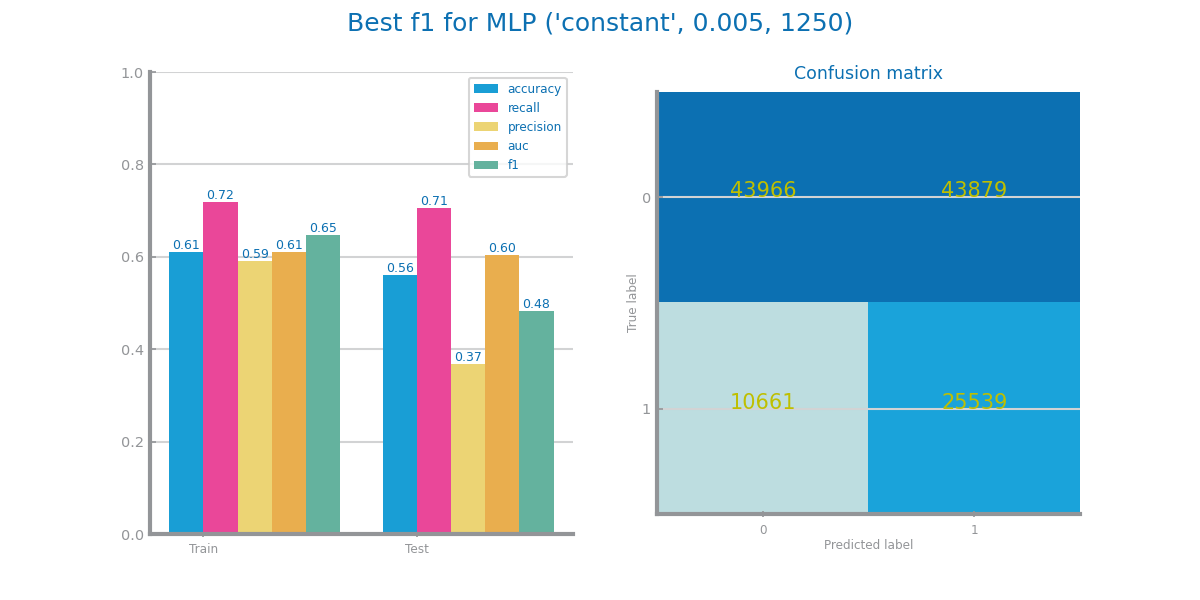 Best f1 for MLP ('constant', 0.005, 1250)
1.0
0.8
0.6
0.4
0.2
0.0
accuracy
recall
precision
auc
f1
0.61
0.72
0.59
0.61
0.65
0.56
0.71
0.37
0.60
0.48
Train
Test
Confusion matrix
True label
0
1
43966
43879
10661
25539
0
1
Predicted label